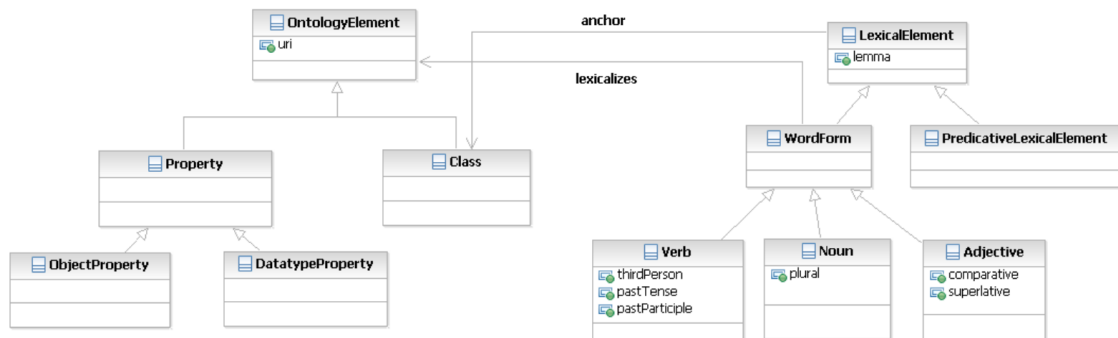 OntologyElement
uri
anchor
LexicalElement
lemma
lexicalizes
WordForm
PredicativeLexicalElement
Property
Class
ObjectProperty
DatatypeProperty
Verb
thirdPerson
pastTense
pastParticiple
Noun
plural
Adjective
comparative
superlative